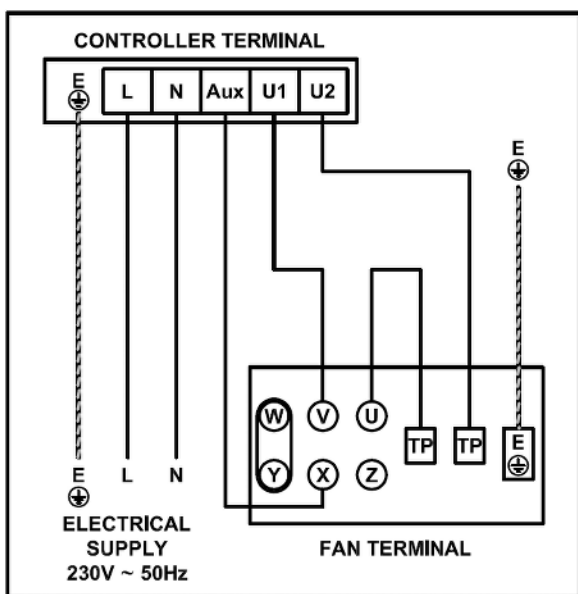 CONTROLLER TERMINAL
E L N Aux U1 U2
E
W V U
TP TP E
Y X Z
E L N
ELECTRICAL
SUPPLY
230V ~ 50Hz
FAN TERMINAL